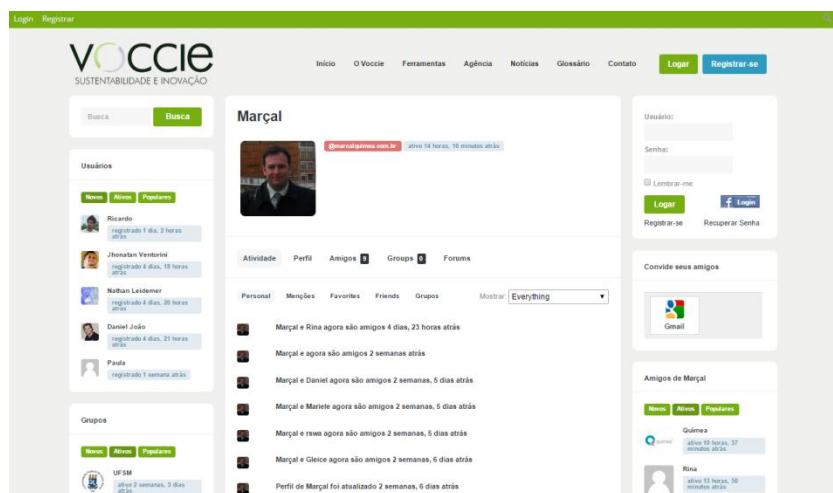 Login Registrar
VOCCIE
SUSTENTABILIDADE E INOVAÇÃO
Início O Voccie Ferramentas Agência Notícias Glossário Contato Logar Registrar-se
Busca Busca
Usuários
Novos Ativos Populares
Ricardo
registrado 1 dia, 2 horas
atrás
Jhonatan Venturini
registrado 4 dias, 18 horas
atrás
Nathan Leidemer
registrado 4 dias, 20 horas
atrás
Daniel João
registrado 4 dias, 21 horas
atrás
Paula
registrado 1 semana atrás
Grupos
Novos Ativos Populares
UFSM
ativo 2 semanas, 3 dias
atrás
Marçal
@marcalquimea.com.br ativo 14 horas, 10 minutos atrás
Atividade Perfil Amigos 9 Groups 0 Forums
Personal Menções Favorites Friends Grupos Mostrar: Everything
Marçal e Rina agora são amigos 4 dias, 23 horas atrás
Marçal e agora são amigos 2 semanas atrás
Marçal e Daniel agora são amigos 2 semanas, 5 dias atrás
Marçal e Mariele agora são amigos 2 semanas, 5 dias atrás
Marçal e rswa agora são amigos 2 semanas, 5 dias atrás
Marçal e Gleice agora são amigos 2 semanas, 6 dias atrás
Perfil de Marçal foi atualizado 2 semanas, 6 dias atrás
Usuário:
Senha:
Lembrar-me
Logar f Login
Registrar-se Recuperar Senha
Convide seus amigos
Gmail
Amigos de Marçal
Novos Ativos Populares
Quimea
ativo 10 horas, 37
minutos atrás
Rina
ativo 13 horas, 50
minutos atrás